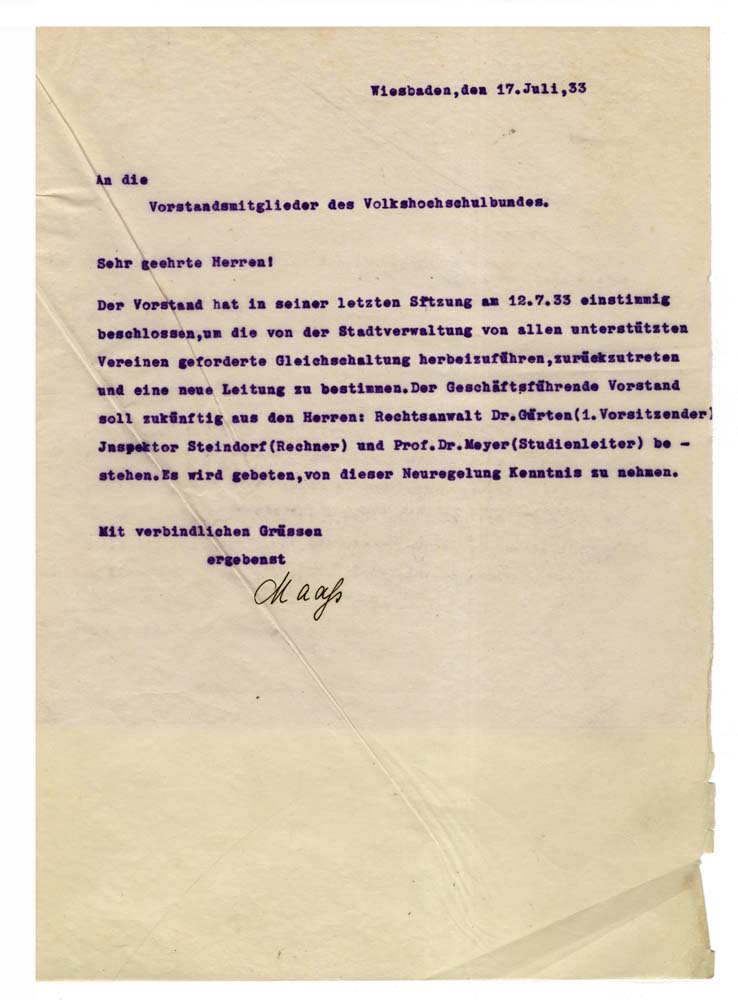 Wiesbaden,den 17.Juli,33
An die
Vorstandsmitglieder des Volkshochschulbundes.
Sehr geehrte Herren!
Der Vorstand hat in seiner letzten Sitzung am 12.7.33 einstimmig
beschlossen,um die von der Stadtverwaltung von allen unterstützten
Vereinen geforderte Gleichschaltung herbeizuführen,zurückzutreten
und eine neue Leitung zu bestimmen.Der Geschäftsführende Vorstand
soll zukünftig aus den Herren: Rechtsanwalt Dr.Gürten(1.Vorsitzender)
Jnspektor Steindorf(Rechner) und Prof.Dr.Meyer(Studienleiter) be -
stehen.Es wird gebeten,von dieser Neuregelung Kenntnis zu nehmen.
Mit verbindlichen Grüssen
ergebenst
Maaß